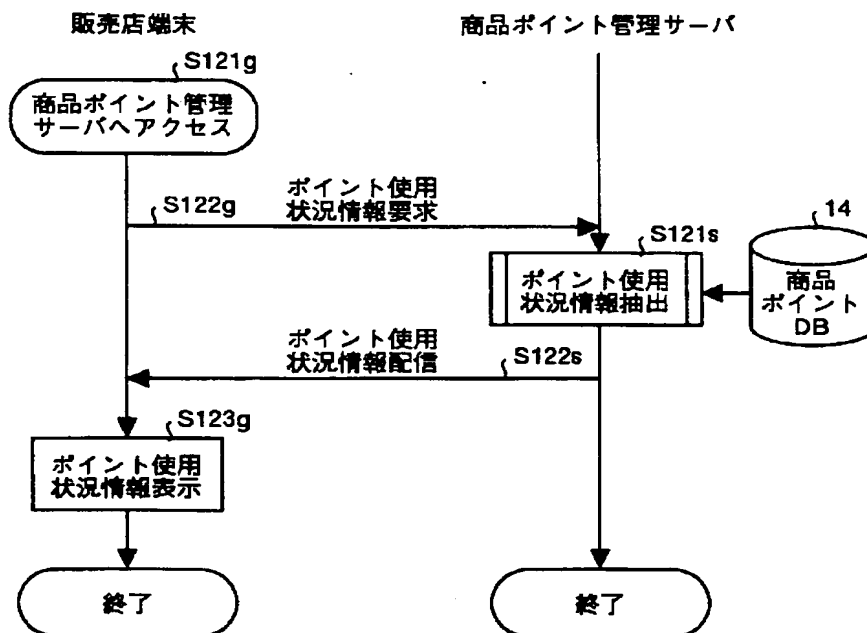 販売店端末
商品ポイント管理サーバ
S121g
商品ポイント管理
サーバへアクセス
S122g
ポイント使用
状況情報要求
S121s
14
ポイント使用
状況情報抽出
商品
ポイント
DB
ポイント使用
状況情報配信
S122s
S123g
ポイント使用
状況情報表示
終了
終了